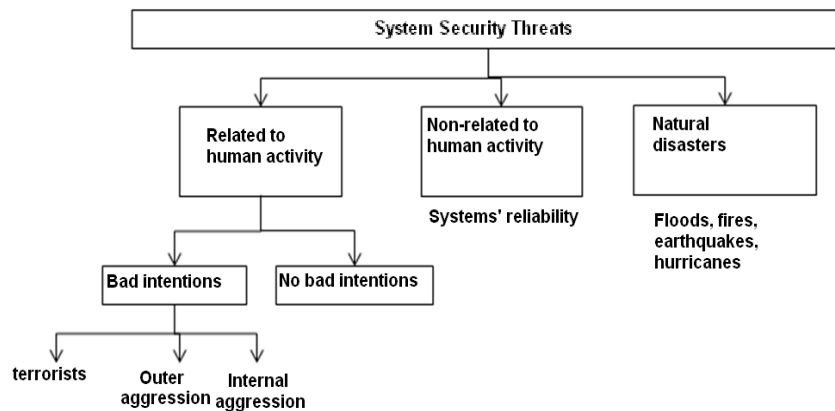 System Security Threats
Related to
human activity
Non-related to
human activity
Natural
disasters
Systems' reliability
Floods, fires,
earthquakes,
hurricanes
Bad intentions
No bad intentions
terrorists
Outer
aggression
Internal
aggression